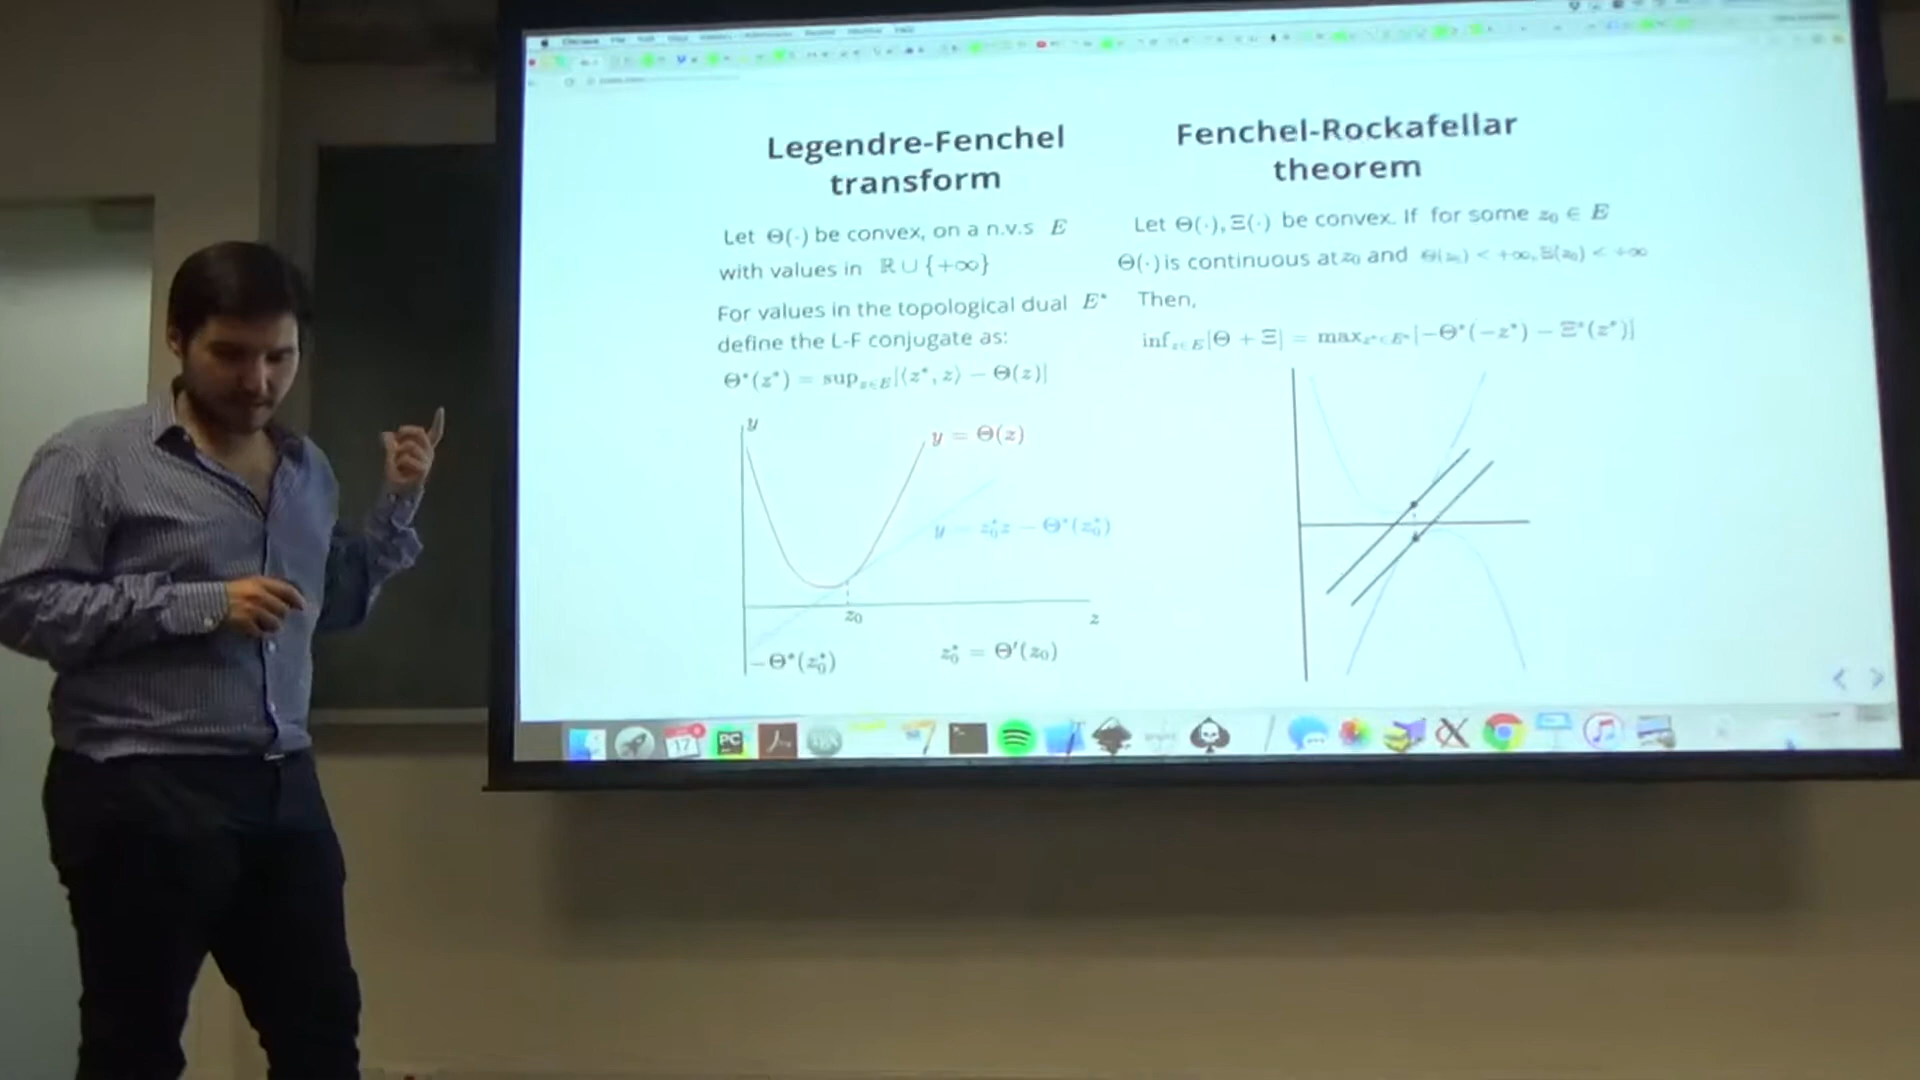 Legendre-Fenchel
transform
Let Θ(·) be convex, on a n.v.s E
with values in ℝ ∪ {+∞}
For values in the topological dual E*
define the L-F conjugate as:
Θ*(z*) = sup_{z∈E}[⟨z*, z⟩ − Θ(z)]
y
y = Θ(z)
y = z₀*z − Θ*(z₀*)
z₀
z
−Θ*(z₀*)
z₀* = Θ′(z₀)
Fenchel-Rockafellar
theorem
Let Θ(·), Ξ(·) be convex. If for some z₀ ∈ E
Θ(·) is continuous at z₀ and Θ(z₀) < +∞, Ξ(z₀) < +∞
Then,
inf_{z∈E}[Θ + Ξ] = max_{z*∈E*}[−Θ*(−z*) − Ξ*(z*)]
17
PC